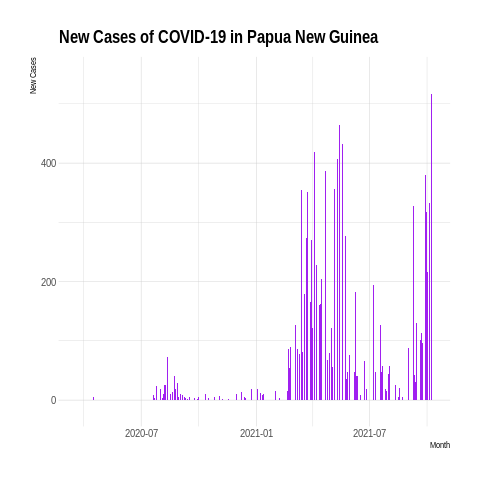 New Cases of COVID-19 in Papua New Guinea
New Cases
400
200
0
2020-07
2021-01
2021-07
Month